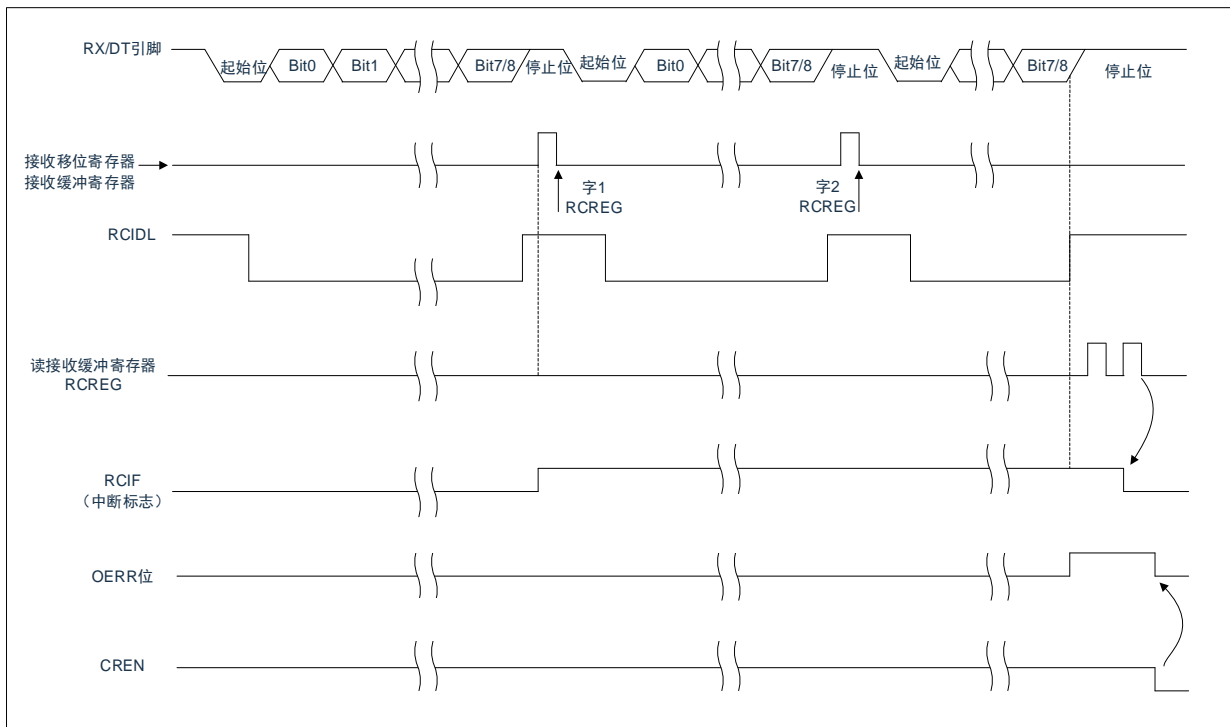 RX/DT引脚
起始位 Bit0 Bit1 Bit7/8 停止位 起始位 Bit0 Bit7/8 停止位 起始位 Bit7/8 停止位
接收移位寄存器
接收缓冲寄存器
字1
RCREG
字2
RCREG
RCIDL
读接收缓冲寄存器
RCREG
RCIF
（中断标志）
OERR位
CREN